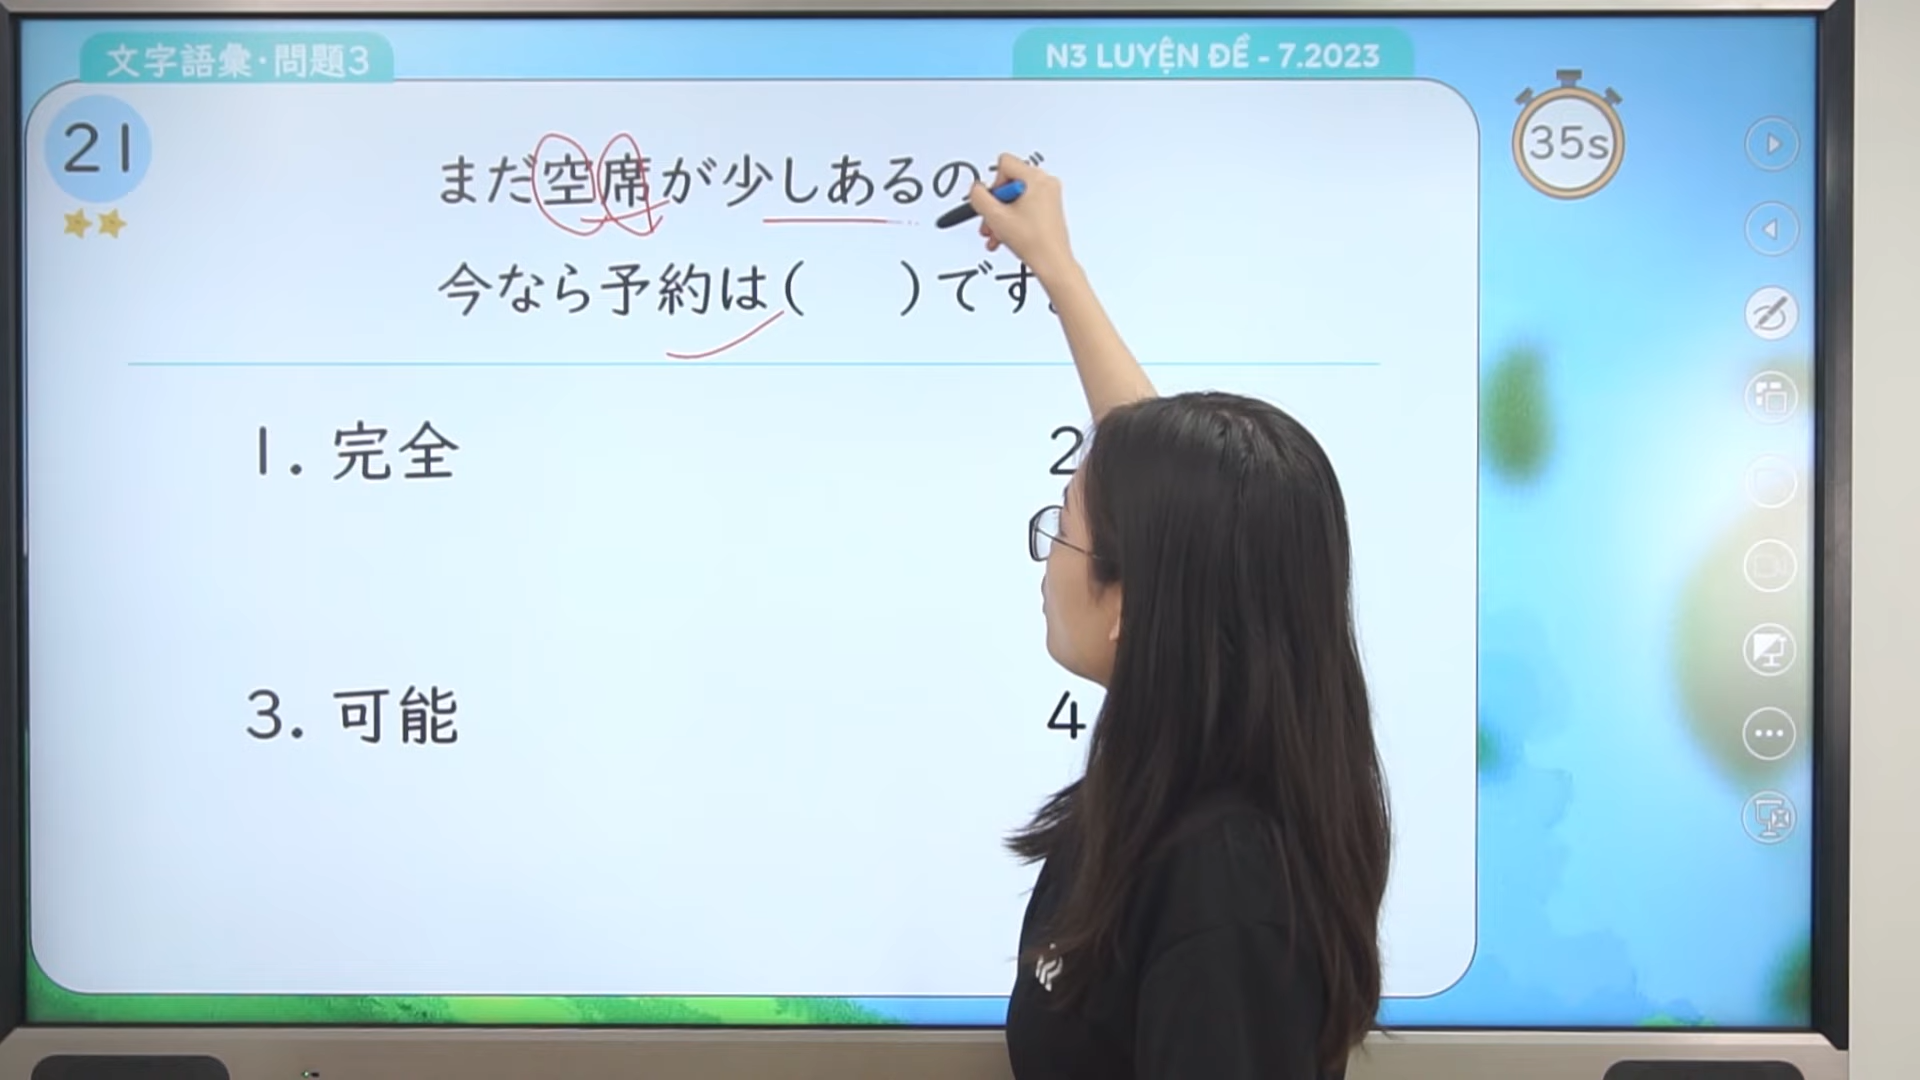 文字語彙・問題3
N3 LUYỆN ĐỀ - 7.2023
21
35s
まだ空席が少しあるので
今なら予約は(　　)です。
1. 完全
2
3. 可能
4